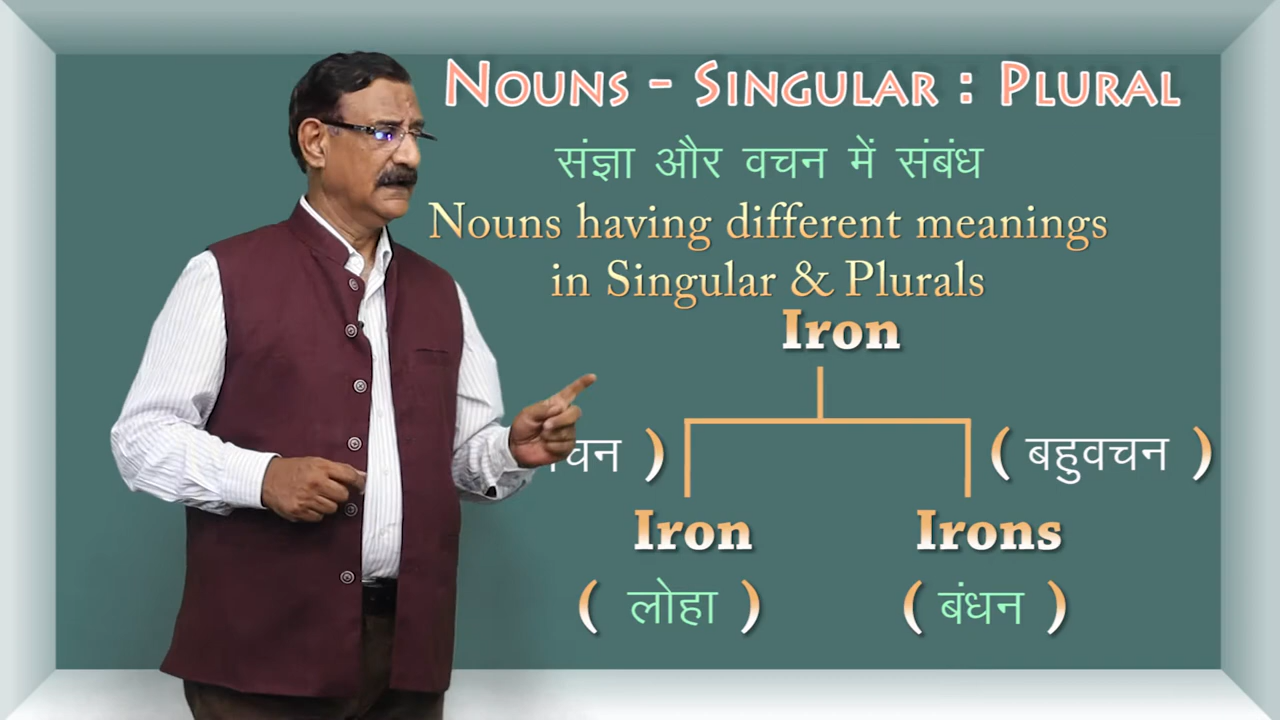 Nouns - Singular : Plural
संज्ञा और वचन में संबंध
Nouns having different meanings
in Singular & Plurals
Iron
) ( बहुवचन )
Iron Irons
( लोहा ) ( बंधन )